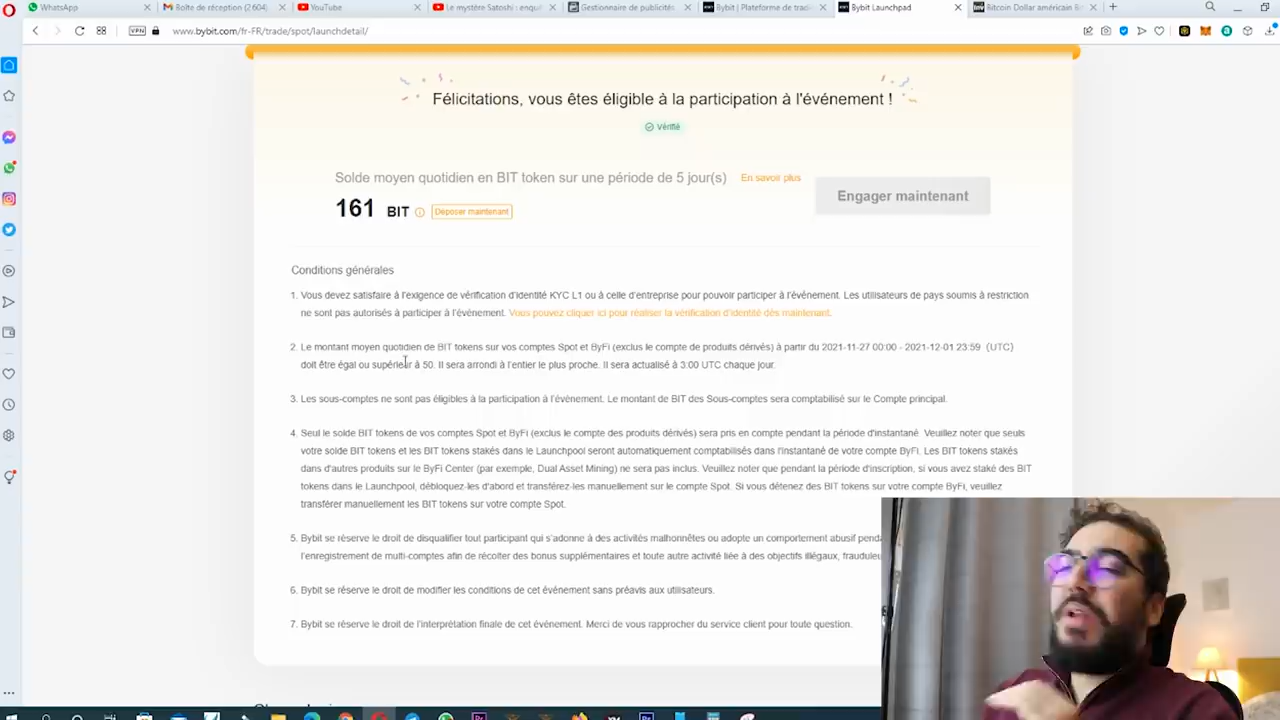 WhatsApp
Boîte de réception (2 604)
YouTube
Le mystère Satoshi : enquê
Gestionnaire de publicités
Bybit | Plateforme de tradi
Bybit Launchpad
Bitcoin Dollar américain Bi
VPN
www.bybit.com/fr-FR/trade/spot/launchdetail/
Félicitations, vous êtes éligible à la participation à l'événement !
Vérifié
Solde moyen quotidien en BIT token sur une période de 5 jour(s)
En savoir plus
Engager maintenant
161 BIT
Déposer maintenant
Conditions générales
1. Vous devez satisfaire à l'exigence de vérification d'identité KYC L1 ou à celle d'entreprise pour pouvoir participer à l'événement. Les utilisateurs de pays soumis à restriction
ne sont pas autorisés à participer à l'événement. Vous pouvez cliquer ici pour réaliser la vérification d'identité dès maintenant.
2. Le montant moyen quotidien de BIT tokens sur vos comptes Spot et ByFi (exclus le compte de produits dérivés) à partir du 2021-11-27 00:00 - 2021-12-01 23:59 (UTC)
doit être égal ou supérieur à 50. Il sera arrondi à l'entier le plus proche. Il sera actualisé à 3:00 UTC chaque jour.
3. Les sous-comptes ne sont pas éligibles à la participation à l'événement. Le montant de BIT des Sous-comptes sera comptabilisé sur le Compte principal.
4. Seul le solde BIT tokens de vos comptes Spot et ByFi (exclus le compte des produits dérivés) sera pris en compte pendant la période d'instantané Veuillez noter que seuls
votre solde BIT tokens et les BIT tokens stakés dans le Launchpool seront automatiquement comptabilisés dans l'instantané de votre compte ByFi. Les BIT tokens stakés
dans d'autres produits sur le ByFi Center (par exemple, Dual Asset Mining) ne sera pas inclus. Veuillez noter que pendant la période d'inscription, si vous avez staké des BIT
tokens dans le Launchpool, débloquez-les d'abord et transférez-les manuellement sur le compte Spot. Si vous détenez des BIT tokens sur votre compte ByFi, veuillez
transférer manuellement les BIT tokens sur votre compte Spot.
5. Bybit se réserve le droit de disqualifier tout participant qui s'adonne à des activités malhonnêtes ou adopte un comportement abusif penda
l'enregistrement de multi-comptes afin de récolter des bonus supplémentaires et toute autre activité liée à des objectifs illégaux, frauduleu
6. Bybit se réserve le droit de modifier les conditions de cet événement sans préavis aux utilisateurs.
7. Bybit se réserve le droit de l'interprétation finale de cet événement. Merci de vous rapprocher du service client pour toute question.